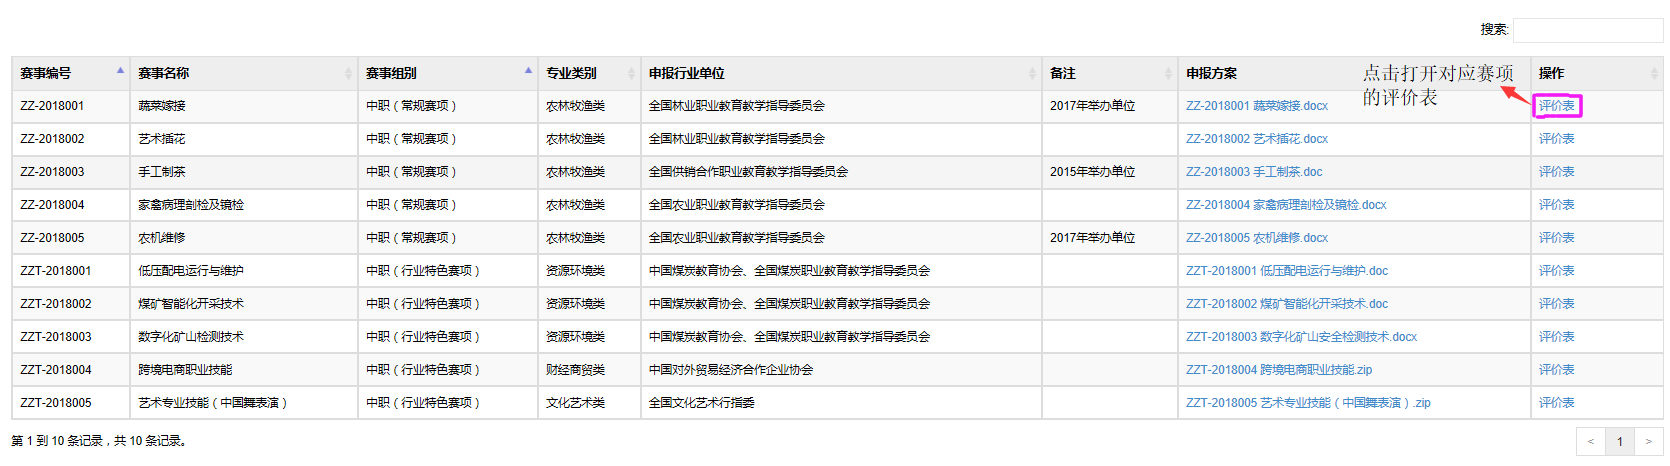 搜索:
赛事编号 赛事名称 赛事组别 专业类别 申报行业单位 备注 申报方案 操作
点击打开对应赛项
的评价表
ZZ-2018001 蔬菜嫁接 中职（常规赛项） 农林牧渔类 全国林业职业教育教学指导委员会 2017年举办单位 ZZ-2018001 蔬菜嫁接.docx 评价表
ZZ-2018002 艺术插花 中职（常规赛项） 农林牧渔类 全国林业职业教育教学指导委员会 ZZ-2018002 艺术插花.docx 评价表
ZZ-2018003 手工制茶 中职（常规赛项） 农林牧渔类 全国供销合作职业教育教学指导委员会 2015年举办单位 ZZ-2018003 手工制茶.doc 评价表
ZZ-2018004 家禽病理剖检及镜检 中职（常规赛项） 农林牧渔类 全国农业职业教育教学指导委员会 ZZ-2018004 家禽病理剖检及镜检.docx 评价表
ZZ-2018005 农机维修 中职（常规赛项） 农林牧渔类 全国农业职业教育教学指导委员会 2017年举办单位 ZZ-2018005 农机维修.docx 评价表
ZZT-2018001 低压配电运行与维护 中职（行业特色赛项） 资源环境类 中国煤炭教育协会、全国煤炭职业教育教学指导委员会 ZZT-2018001 低压配电运行与维护.doc 评价表
ZZT-2018002 煤矿智能化开采技术 中职（行业特色赛项） 资源环境类 中国煤炭教育协会、全国煤炭职业教育教学指导委员会 ZZT-2018002 煤矿智能化开采技术.doc 评价表
ZZT-2018003 数字化矿山检测技术 中职（行业特色赛项） 资源环境类 中国煤炭教育协会、全国煤炭职业教育教学指导委员会 ZZT-2018003 数字化矿山安全检测技术.docx 评价表
ZZT-2018004 跨境电商职业技能 中职（行业特色赛项） 财经商贸类 中国对外贸易经济合作企业协会 ZZT-2018004 跨境电商职业技能.zip 评价表
ZZT-2018005 艺术专业技能（中国舞表演） 中职（行业特色赛项） 文化艺术类 全国文化艺术行指委 ZZT-2018005 艺术专业技能（中国舞表演）.zip 评价表
第 1 到 10 条记录，共 10 条记录。 < 1 >